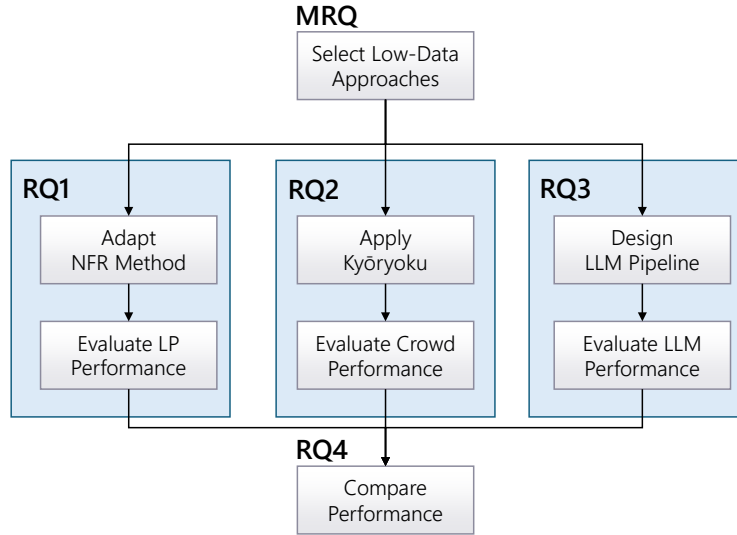 MRQ
Select Low-Data
Approaches
RQ1
Adapt
NFR Method
Evaluate LP
Performance
RQ2
Apply
Kyōryoku
Evaluate Crowd
Performance
RQ3
Design
LLM Pipeline
Evaluate LLM
Performance
RQ4
Compare
Performance